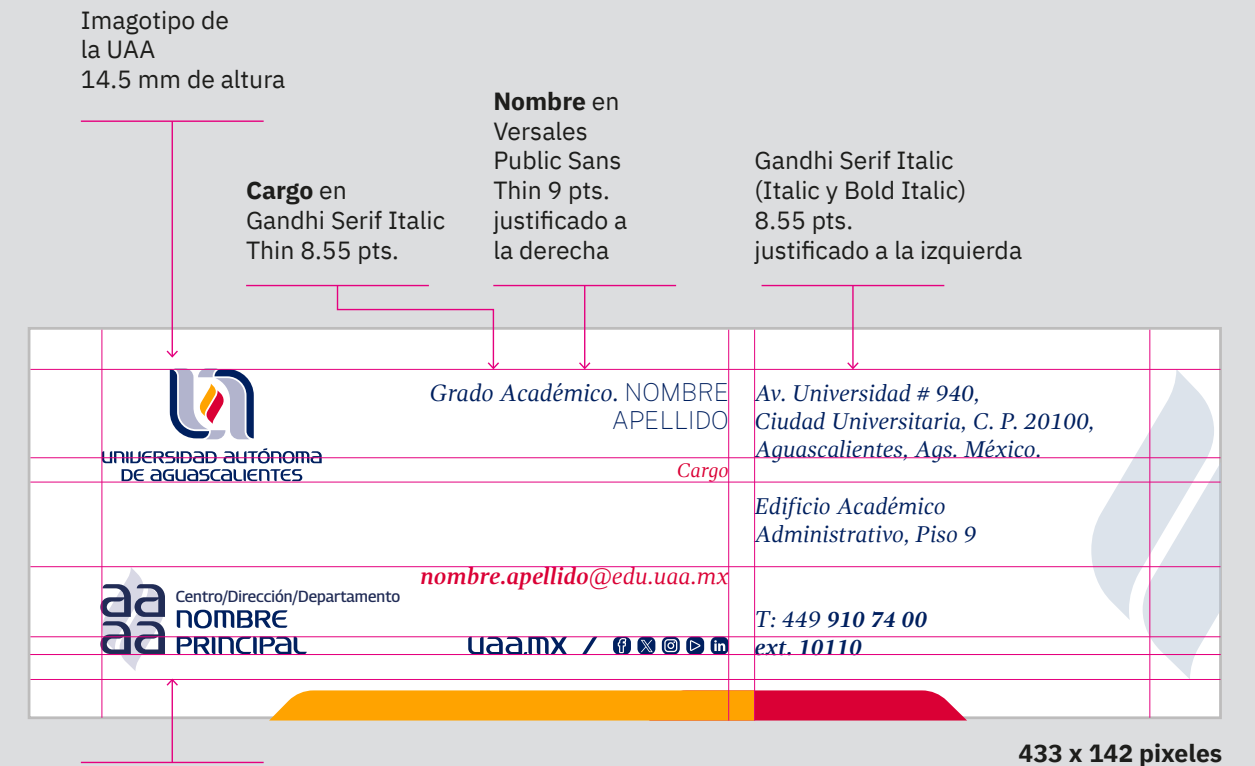 Imagotipo de
la UAA
14.5 mm de altura
Cargo en
Gandhi Serif Italic
Thin 8.55 pts.
Nombre en
Versales
Public Sans
Thin 9 pts.
justificado a
la derecha
Gandhi Serif Italic
(Italic y Bold Italic)
8.55 pts.
justificado a la izquierda
UNIVERSIDAD AUTÓNOMA
DE AGUASCALIENTES
Grado Académico. NOMBRE
APELLIDO
Cargo
Av. Universidad # 940,
Ciudad Universitaria, C. P. 20100,
Aguascalientes, Ags. México.
Edificio Académico
Administrativo, Piso 9
nombre.apellido@edu.uaa.mx
aa
aa
Centro/Dirección/Departamento
NOMBRE
PRINCIPAL
uaa.mx /
T: 449 910 74 00
ext. 10110
433 x 142 pixeles